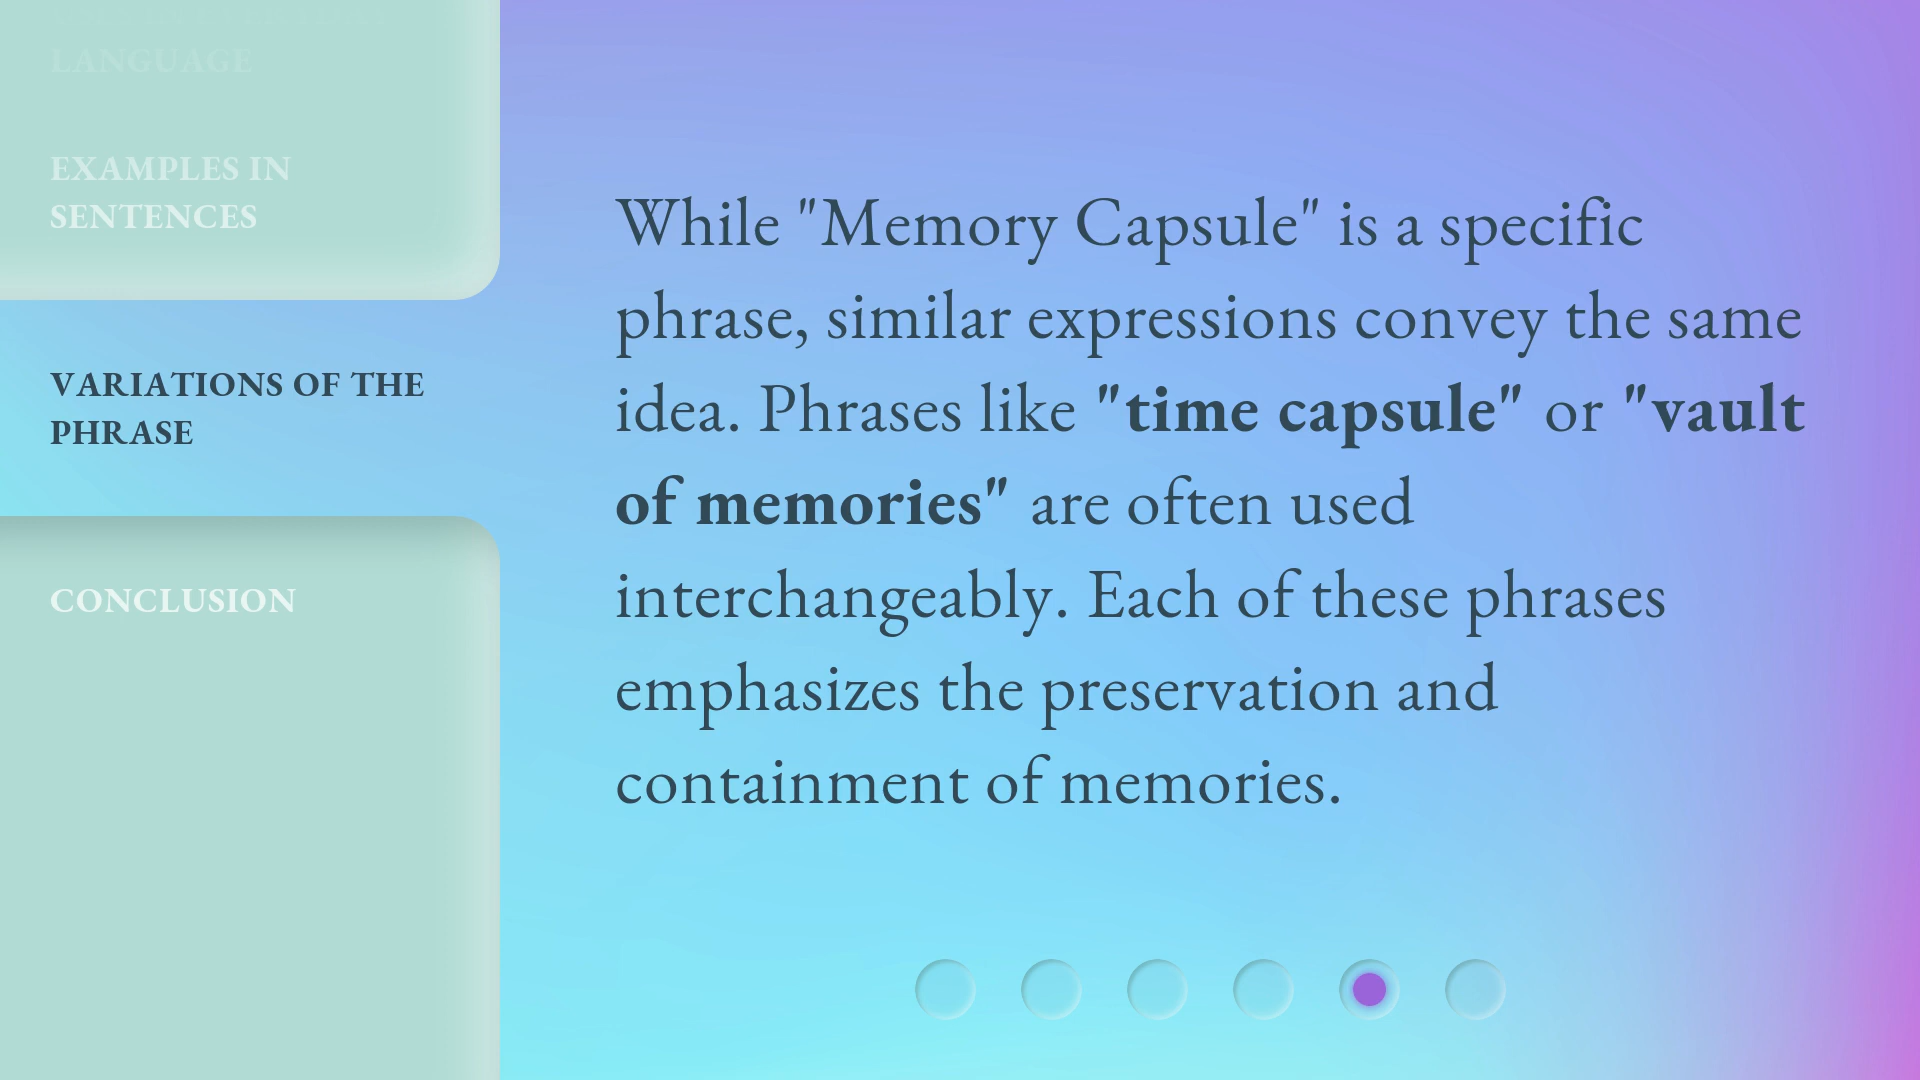 LANGUAGE
EXAMPLES IN
SENTENCES
VARIATIONS OF THE
PHRASE
CONCLUSION
While "Memory Capsule" is a specific
phrase, similar expressions convey the same
idea. Phrases like "time capsule" or "vault
of memories" are often used
interchangeably. Each of these phrases
emphasizes the preservation and
containment of memories.